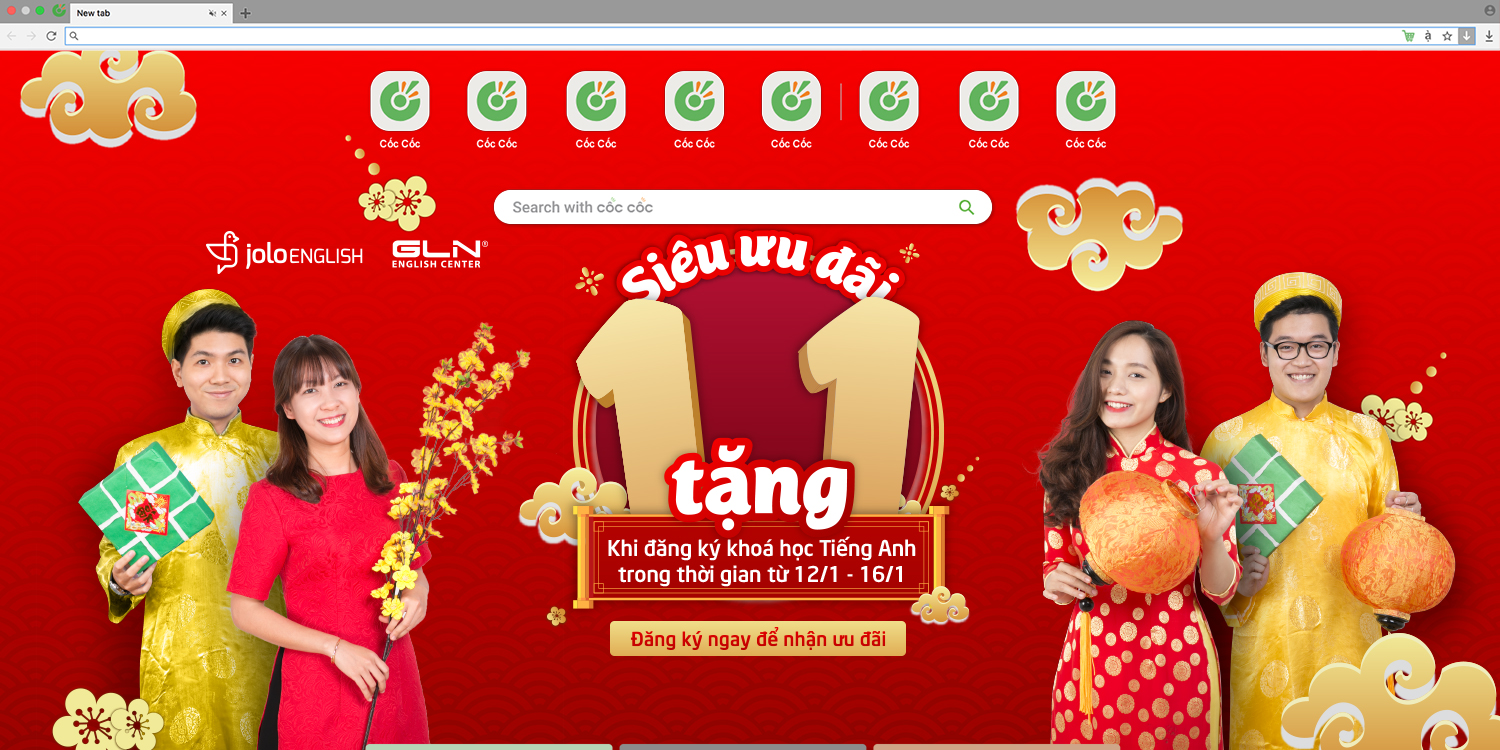 New tab
Cốc Cốc
Cốc Cốc
Cốc Cốc
Cốc Cốc
Cốc Cốc
Cốc Cốc
Cốc Cốc
Cốc Cốc
Search with cốc cốc
jolo ENGLISH
GLN®
ENGLISH CENTER
Siêu ưu đãi
1 tặng 1
Khi đăng ký khoá học Tiếng Anh
trong thời gian từ 12/1 - 16/1
Đăng ký ngay để nhận ưu đãi